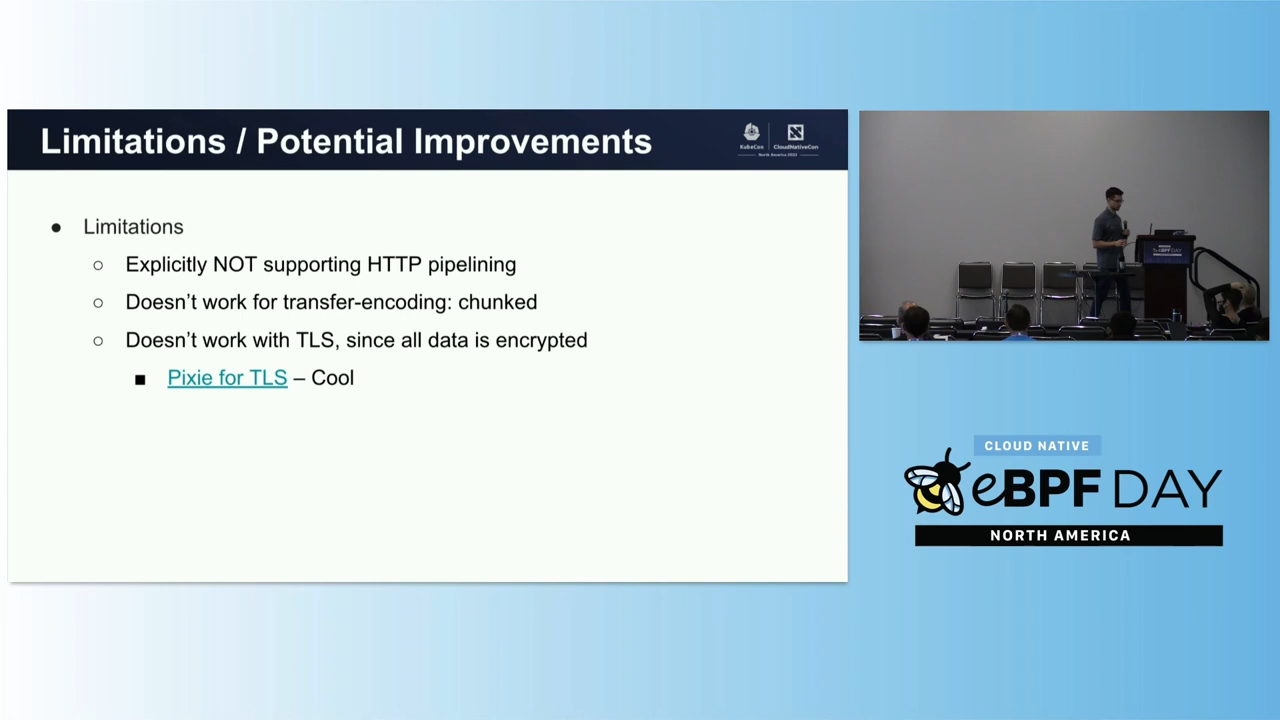 Limitations / Potential Improvements
KubeCon
CloudNativeCon
North America 2022
● Limitations
○ Explicitly NOT supporting HTTP pipelining
○ Doesn’t work for transfer-encoding: chunked
○ Doesn’t work with TLS, since all data is encrypted
■ Pixie for TLS – Cool
eBPF DAY
CLOUD NATIVE
eBPF DAY
NORTH AMERICA